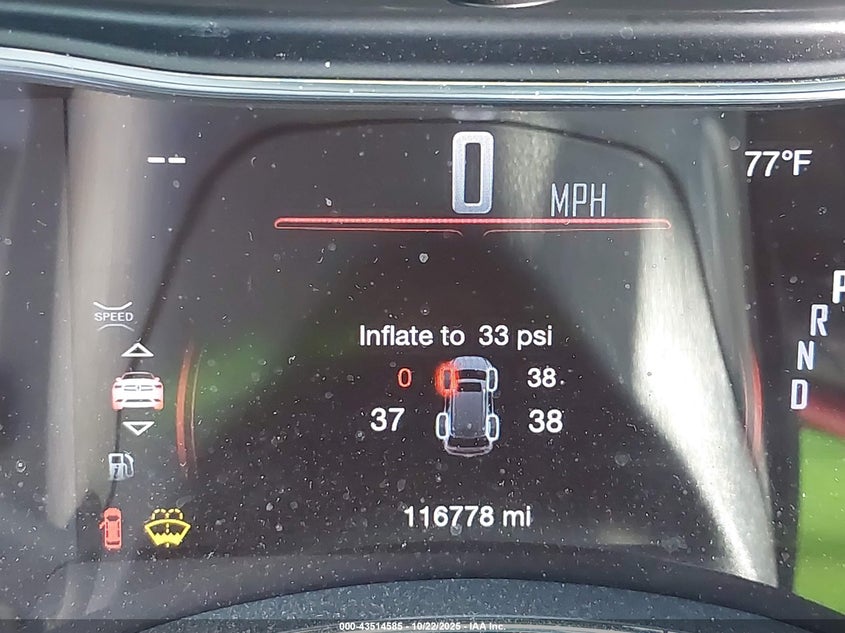 --
0
MPH
77°F
SPEED
P
R
N
D
Inflate to 33 psi
0
38
37
38
116778 mi
000-43514585 - 10/22/2025 - IAA Inc.